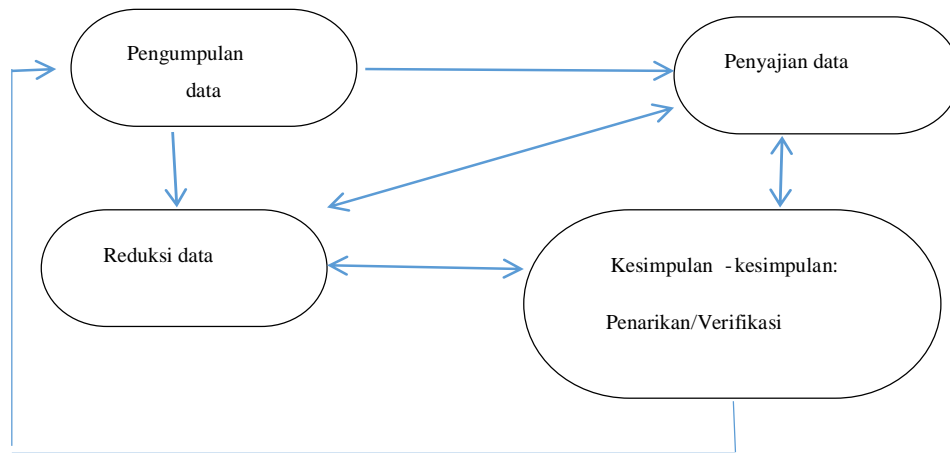 Pengumpulan
data
Penyajian data
Reduksi data
Kesimpulan -kesimpulan:
Penarikan/Verifikasi